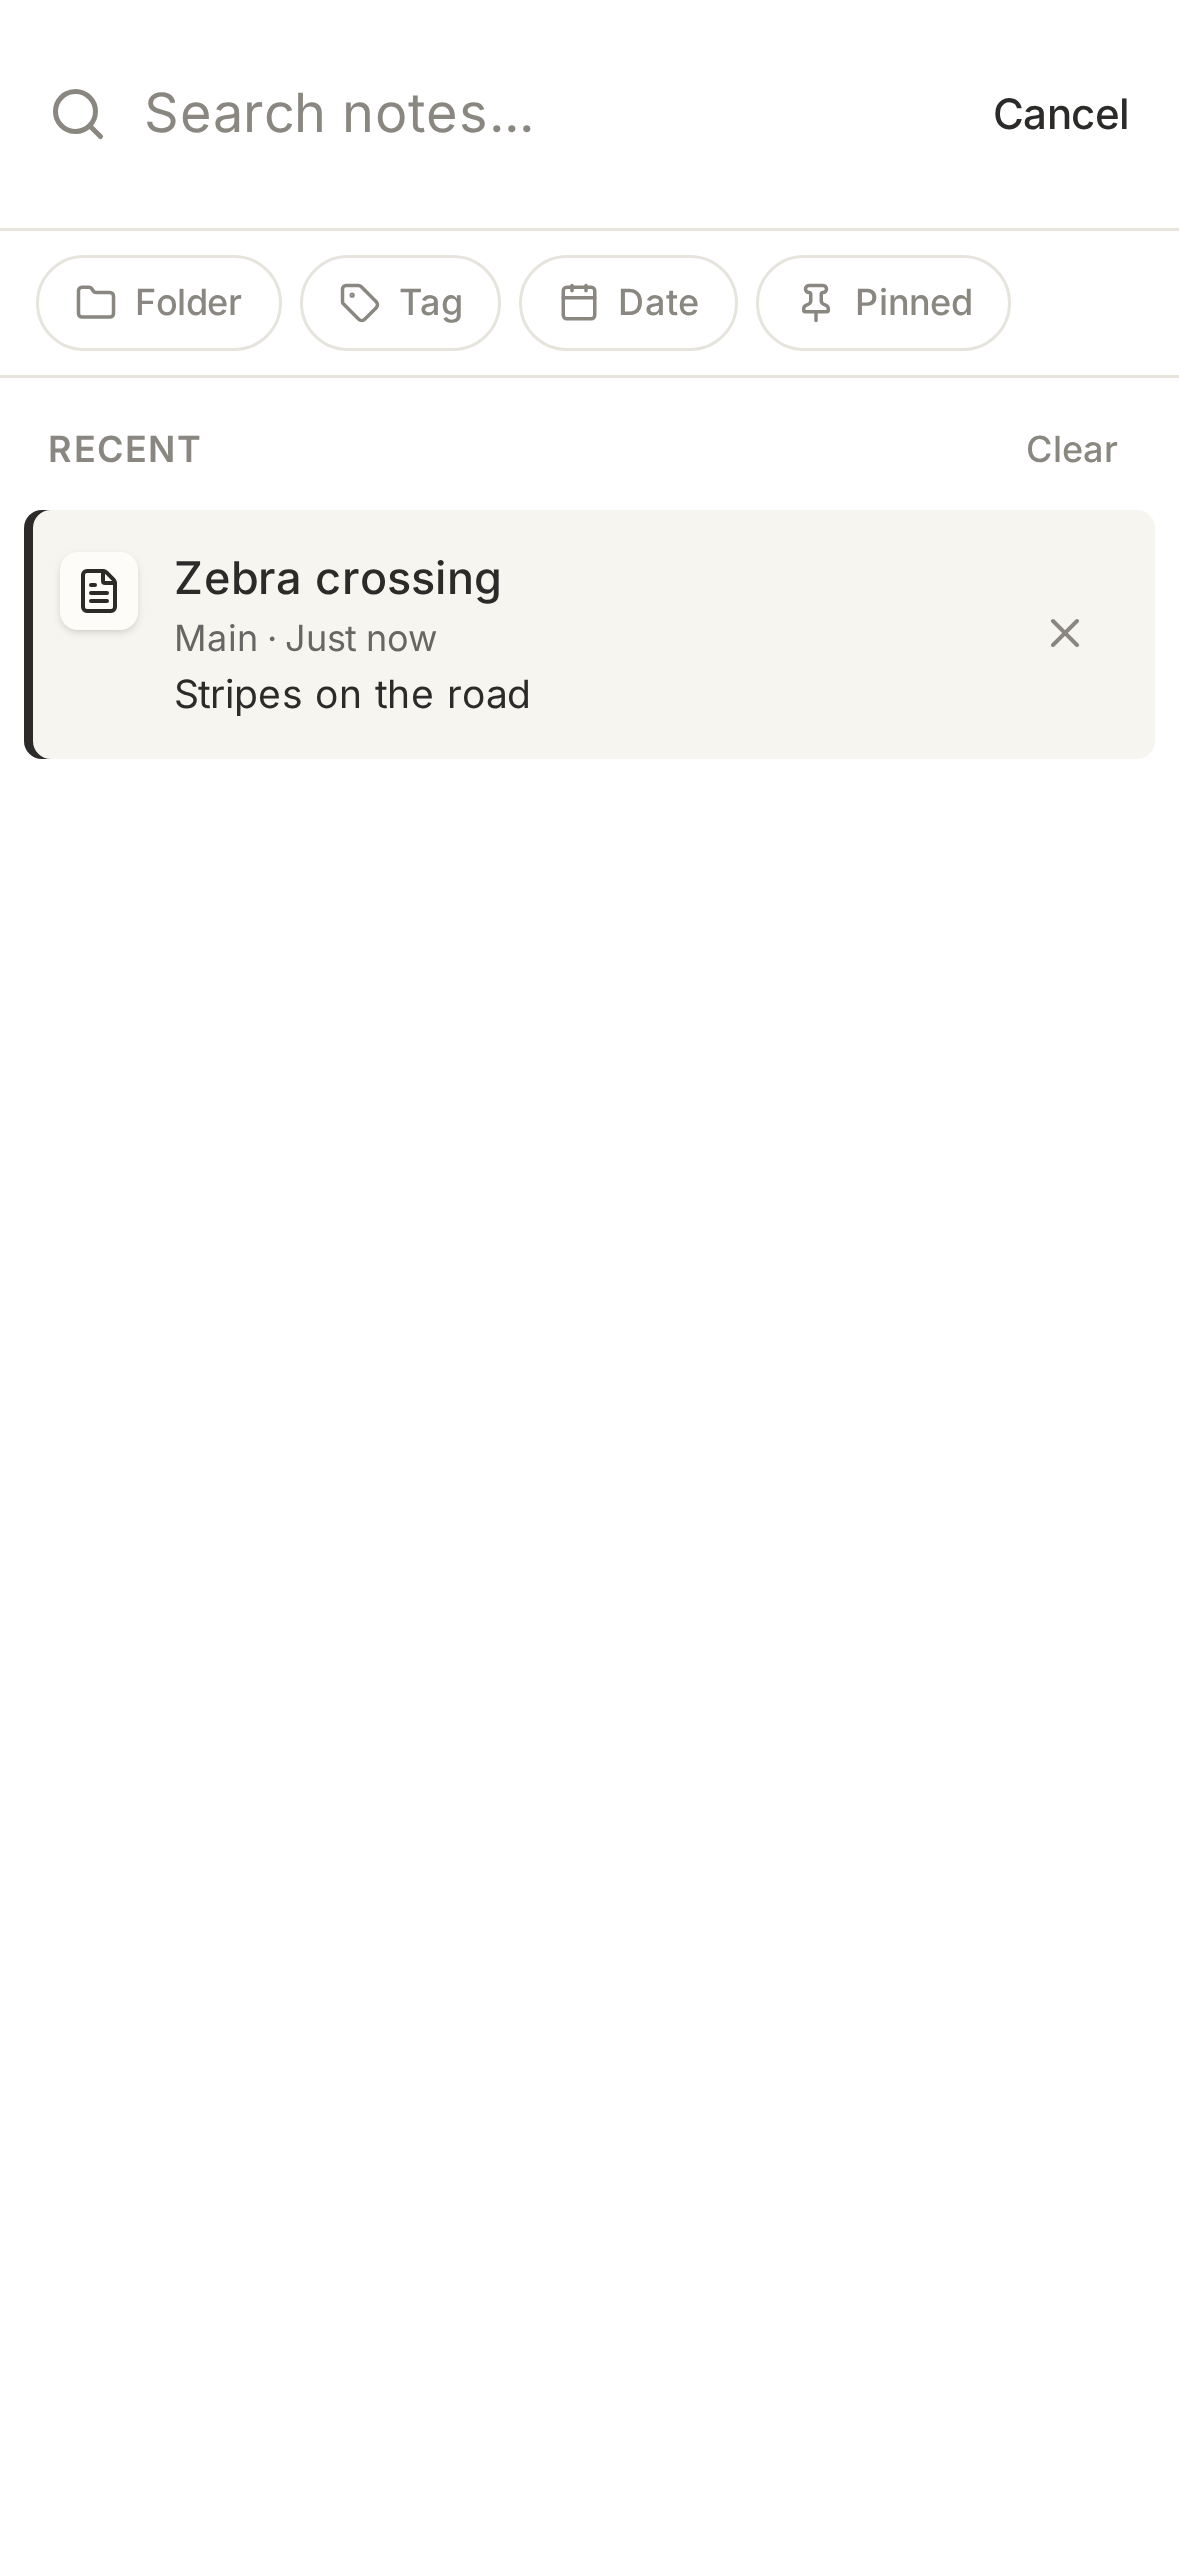 Search notes...
Cancel
Folder
Tag
Date
Pinned
RECENT
Clear
Zebra crossing
Main · Just now
Stripes on the road